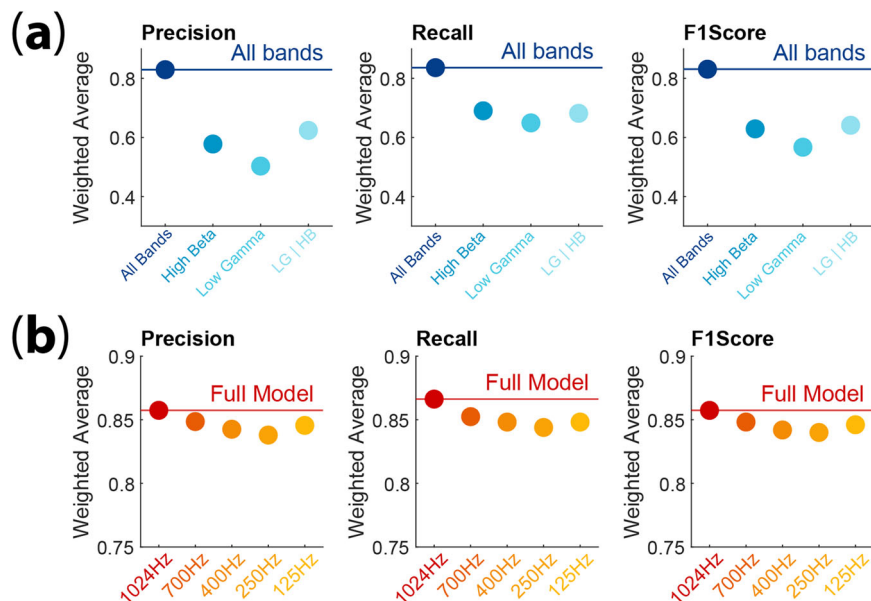 (a)
Precision
Weighted Average
0.8
0.6
0.4
All bands
All Bands
High Beta
Low Gamma
LG | HB
Recall
Weighted Average
0.8
0.6
0.4
All bands
All Bands
High Beta
Low Gamma
LG | HB
F1Score
Weighted Average
0.8
0.6
0.4
All bands
All Bands
High Beta
Low Gamma
LG | HB
(b)
Precision
Weighted Average
0.9
0.85
0.8
0.75
Full Model
1024Hz
700Hz
400Hz
250Hz
125Hz
Recall
Weighted Average
0.9
0.85
0.8
0.75
Full Model
1024Hz
700Hz
400Hz
250Hz
125Hz
F1Score
Weighted Average
0.9
0.85
0.8
0.75
Full Model
1024Hz
700Hz
400Hz
250Hz
125Hz